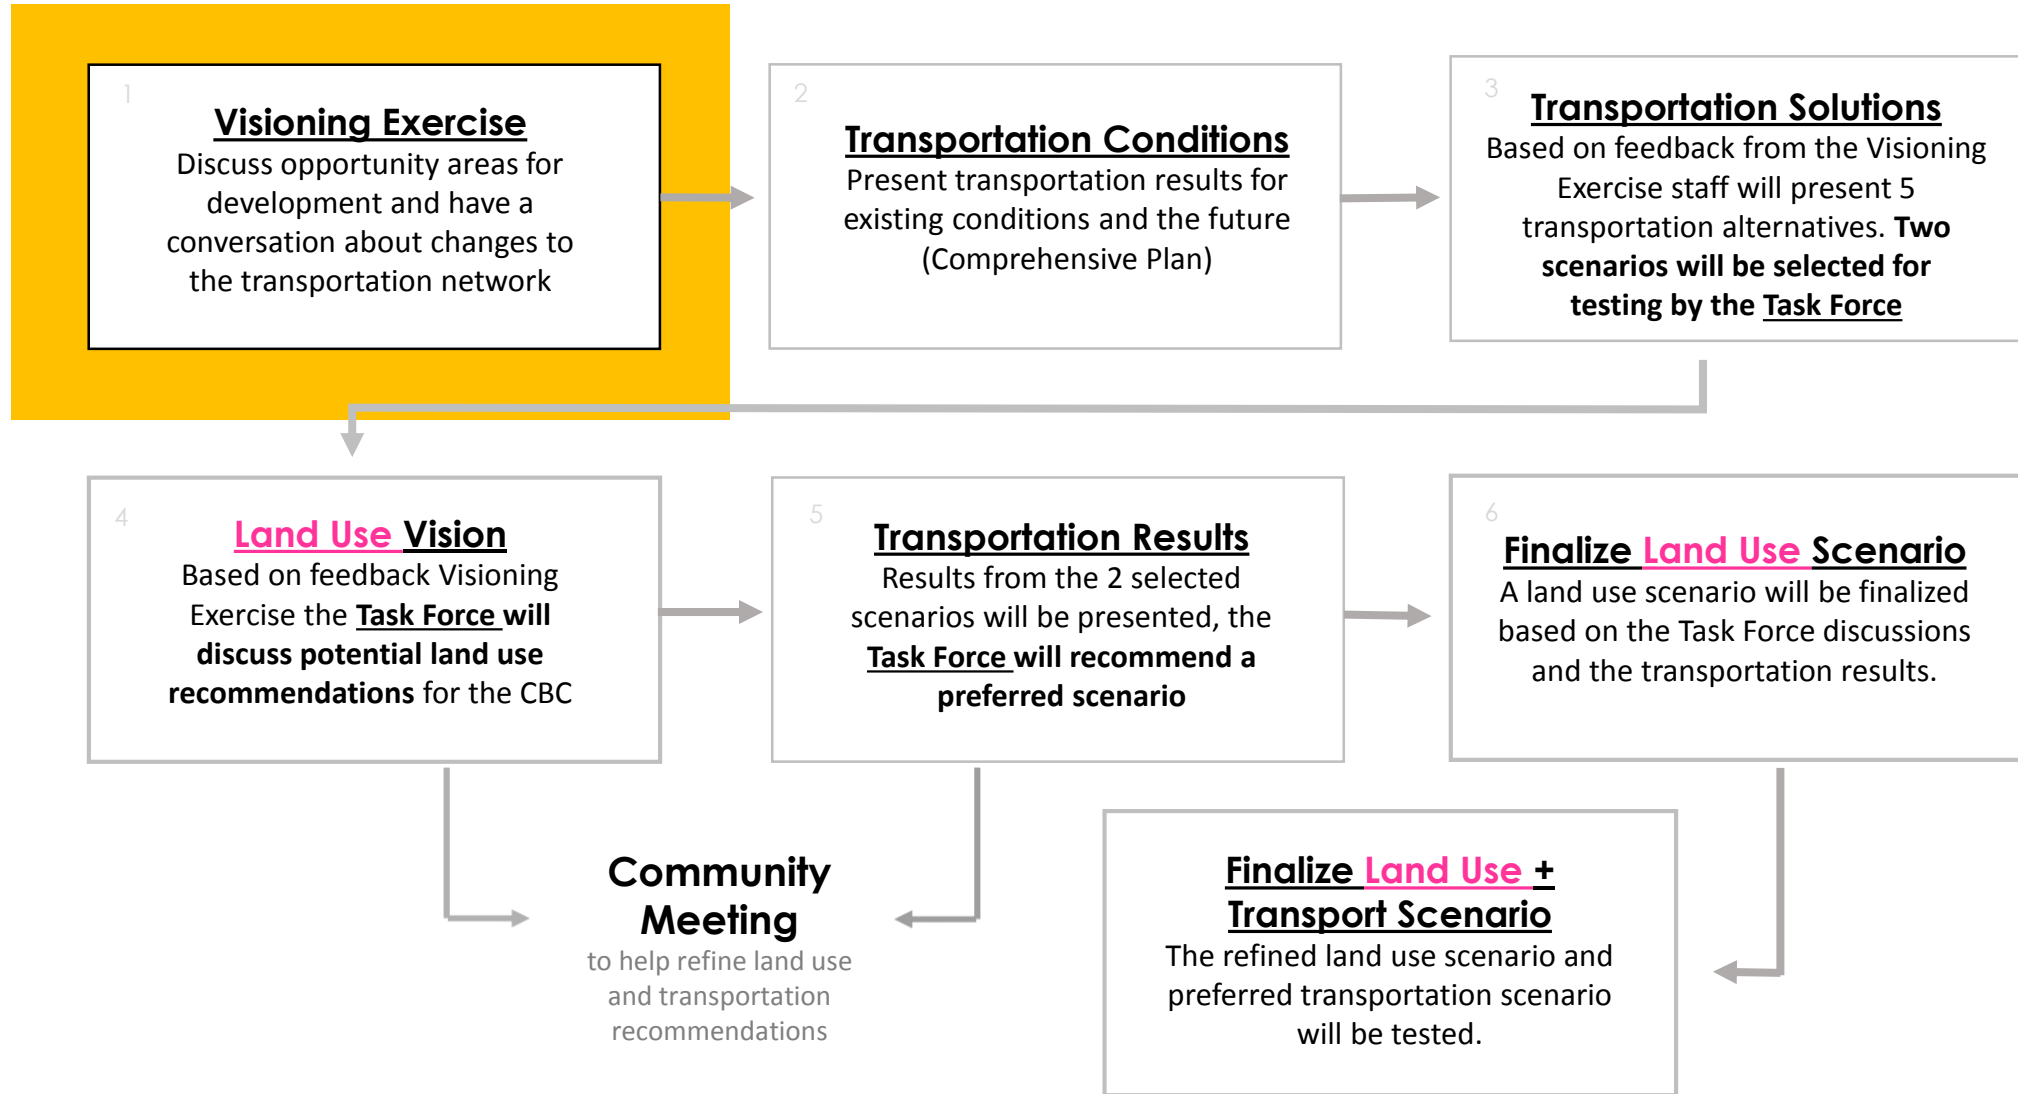 1
Visioning Exercise
Discuss opportunity areas for
development and have a
conversation about changes to
the transportation network
2
Transportation Conditions
Present transportation results for
existing conditions and the future
(Comprehensive Plan)
3
Transportation Solutions
Based on feedback from the Visioning
Exercise staff will present 5
transportation alternatives. Two
scenarios will be selected for
testing by the Task Force
4
Land Use Vision
Based on feedback Visioning
Exercise the Task Force will
discuss potential land use
recommendations for the CBC
5
Transportation Results
Results from the 2 selected
scenarios will be presented, the
Task Force will recommend a
preferred scenario
6
Finalize Land Use Scenario
A land use scenario will be finalized
based on the Task Force discussions
and the transportation results.
Community
Meeting
to help refine land use
and transportation
recommendations
Finalize Land Use +
Transport Scenario
The refined land use scenario and
preferred transportation scenario
will be tested.